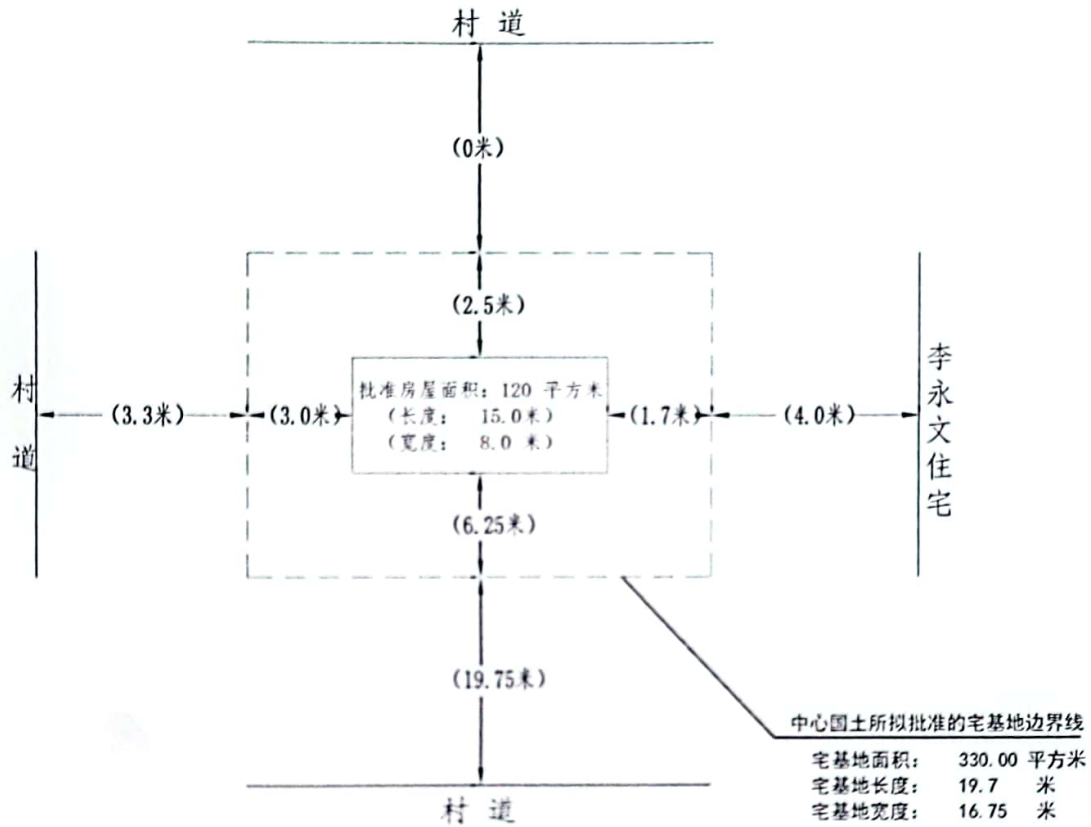 村 道
(0米)
(2.5米)
批准房屋面积: 120 平方米
(长度: 15.0米)
(宽度: 8.0 米)
村
道
(3.3米)
(3.0米)
(1.7米)
(4.0米)
李
永
文
住
宅
(6.25米)
(19.75米)
村 道
中心国土所拟批准的宅基地边界线
宅基地面积: 330.00 平方米
宅基地长度: 19.7 米
宅基地宽度: 16.75 米